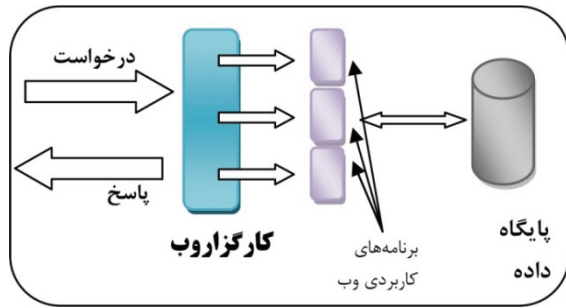 درخواست
پاسخ
کارگزاروب
برنامه‌های
کاربردی وب
پایگاه
داده